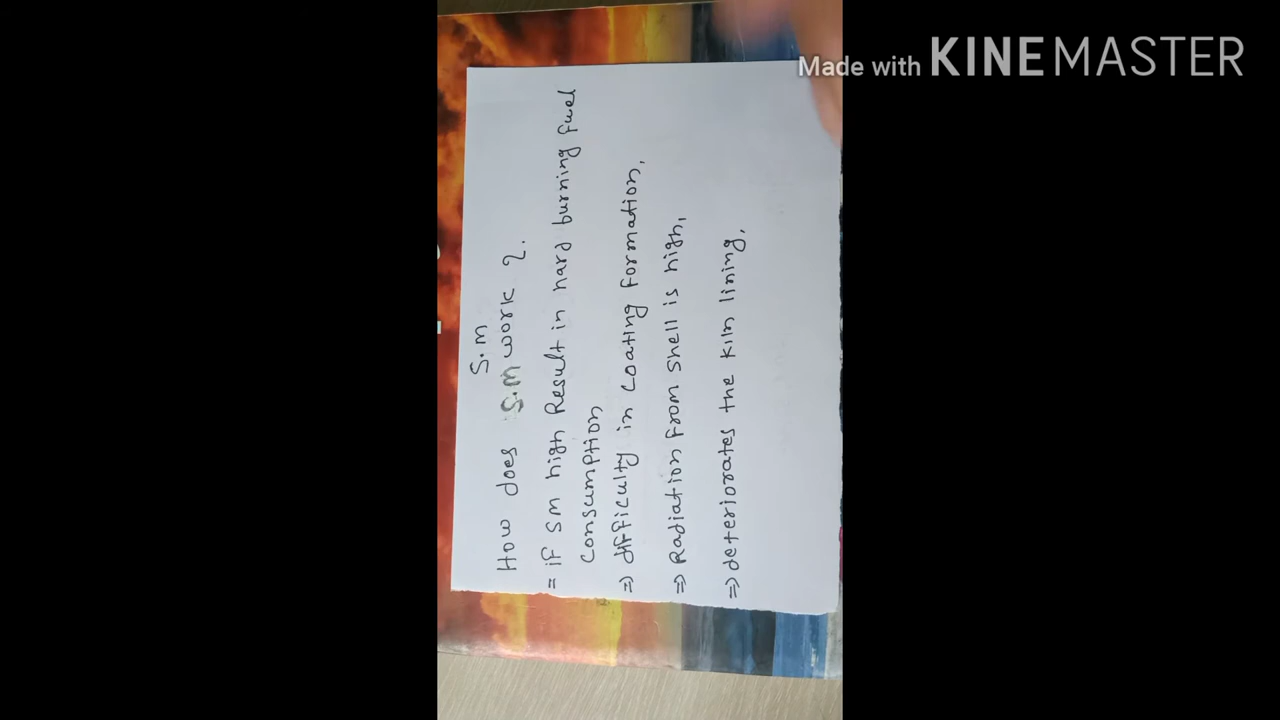 Made with KINEMASTER
S.M
How does S.M work ?.
= if SM high Result in hard burning fuel
consumption
=) difficulty in coating formation,
=) Radiation from shell is high,
=) deteriorates the kiln lining,